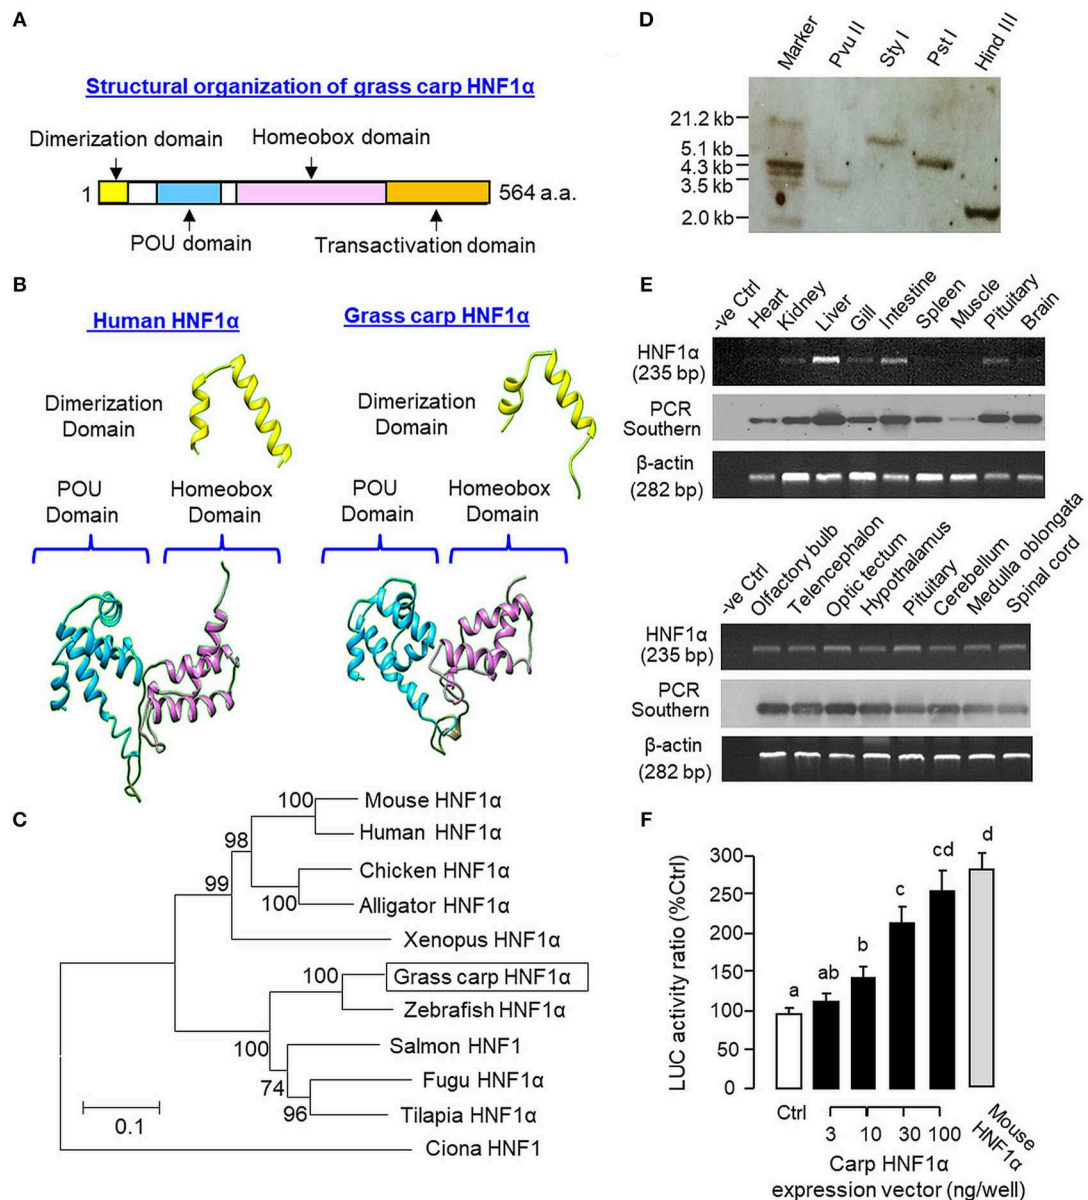 A
Structural organization of grass carp HNF1α
Dimerization domain
Homeobox domain
1
564 a.a.
POU domain
Transactivation domain
B
Human HNF1α
Grass carp HNF1α
Dimerization
Domain
Dimerization
Domain
POU
Domain
Homeobox
Domain
POU
Domain
Homeobox
Domain
C
100
Mouse HNF1α
Human HNF1α
98
Chicken HNF1α
99
100
Alligator HNF1α
Xenopus HNF1α
100
Grass carp HNF1α
Zebrafish HNF1α
100
Salmon HNF1
74
Fugu HNF1α
96
Tilapia HNF1α
0.1
Ciona HNF1
D
Marker
Pvu II
Sty I
Pst I
Hind III
21.2 kb
5.1 kb
4.3 kb
3.5 kb
2.0 kb
E
-ve Ctrl
Heart
Kidney
Liver
Gill
Intestine
Spleen
Muscle
Pituitary
Brain
HNF1α
(235 bp)
PCR
Southern
β-actin
(282 bp)
-ve Ctrl
Olfactory bulb
Telencephalon
Optic tectum
Hypothalamus
Pituitary
Cerebellum
Medulla oblongata
Spinal cord
HNF1α
(235 bp)
PCR
Southern
β-actin
(282 bp)
F
LUC activity ratio (%Ctrl)
300
250
200
150
100
50
0
a
ab
b
c
cd
d
Ctrl
3
10
30
100
Mouse
HNF1α
Carp HNF1α
expression vector (ng/well)